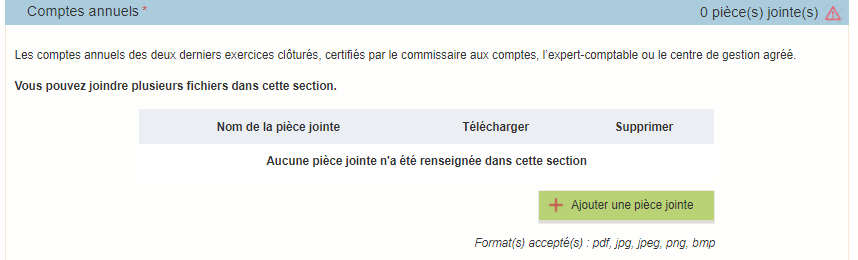 Comptes annuels * 0 pièce(s) jointe(s)
Les comptes annuels des deux derniers exercices clôturés, certifiés par le commissaire aux comptes, l'expert-comptable ou le centre de gestion agréé.
Vous pouvez joindre plusieurs fichiers dans cette section.
Nom de la pièce jointe Télécharger Supprimer
Aucune pièce jointe n'a été renseignée dans cette section
Ajouter une pièce jointe
Format(s) accepté(s) : pdf, jpg, jpeg, png, bmp